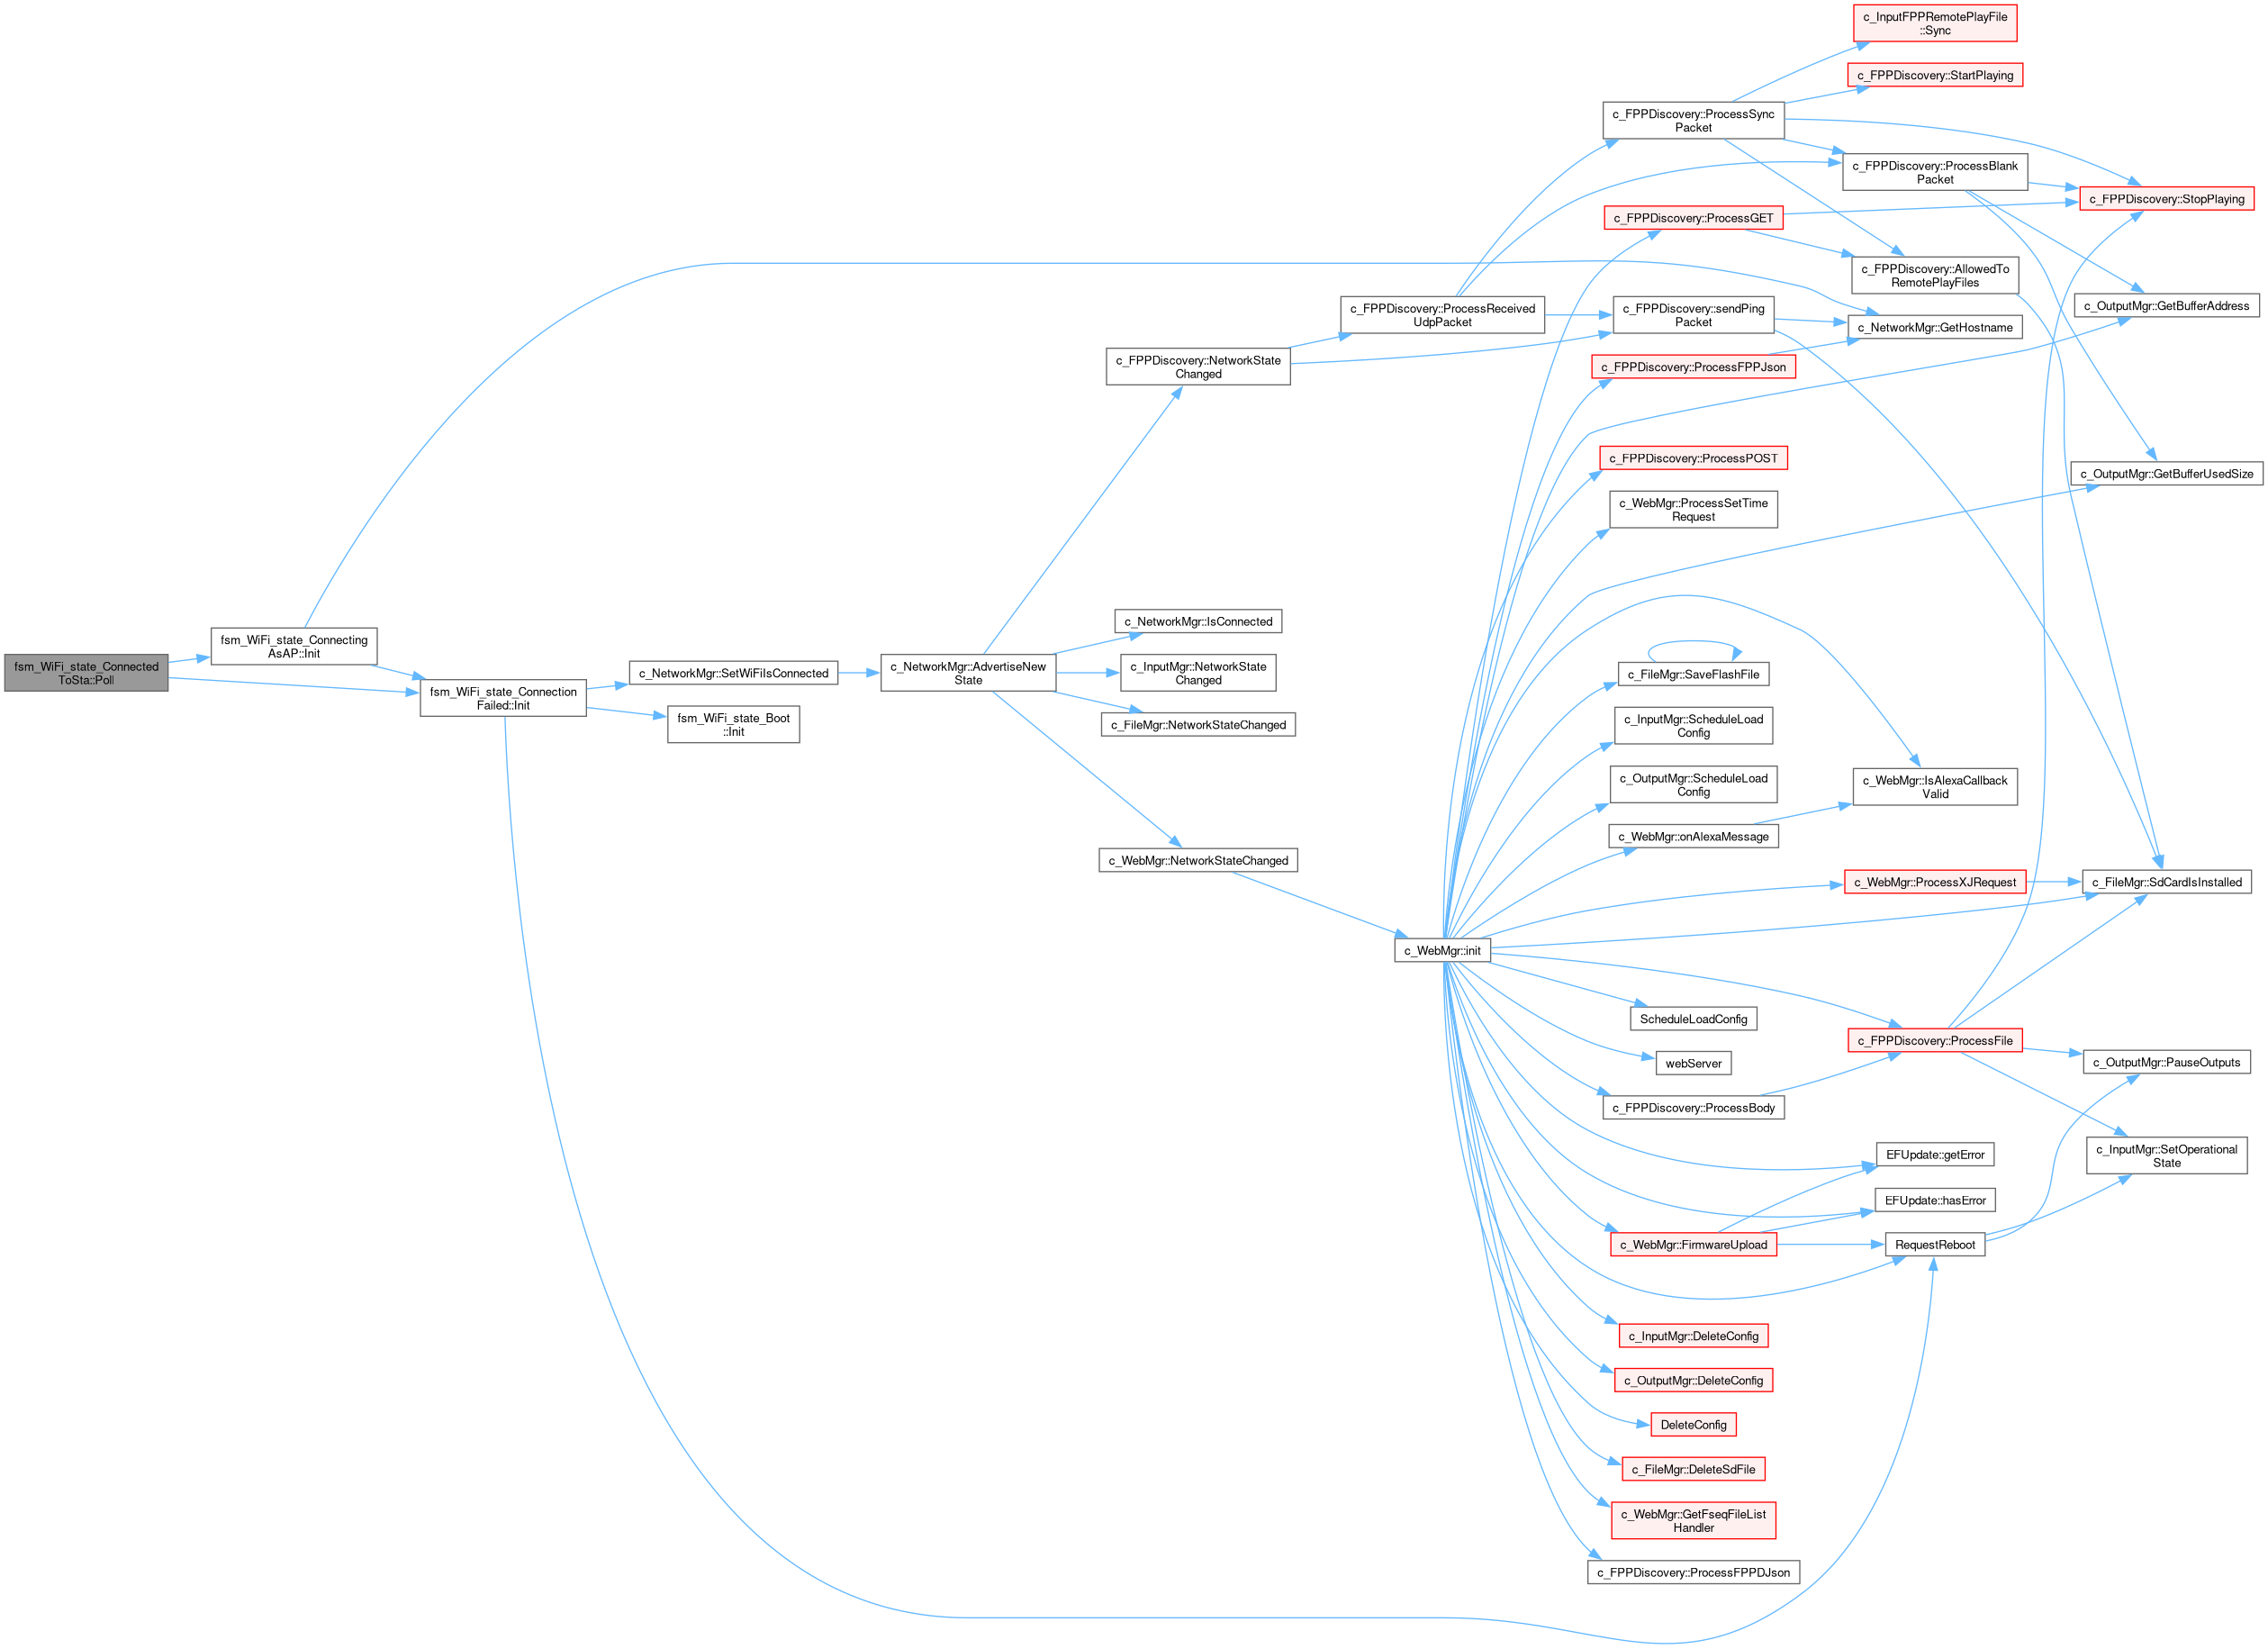 fsm_WiFi_state_Connected
ToSta::Poll
fsm_WiFi_state_Connecting
AsAP::Init
fsm_WiFi_state_Connection
Failed::Init
c_NetworkMgr::SetWiFiIsConnected
fsm_WiFi_state_Boot
::Init
c_NetworkMgr::AdvertiseNew
State
c_FPPDiscovery::NetworkState
Changed
c_NetworkMgr::IsConnected
c_InputMgr::NetworkState
Changed
c_FileMgr::NetworkStateChanged
c_WebMgr::NetworkStateChanged
c_FPPDiscovery::ProcessReceived
UdpPacket
c_WebMgr::init
c_FPPDiscovery::ProcessSync
Packet
c_FPPDiscovery::ProcessGET
c_FPPDiscovery::sendPing
Packet
c_FPPDiscovery::ProcessFPPJson
c_FPPDiscovery::ProcessPOST
c_WebMgr::ProcessSetTime
Request
c_FileMgr::SaveFlashFile
c_InputMgr::ScheduleLoad
Config
c_OutputMgr::ScheduleLoad
Config
c_WebMgr::onAlexaMessage
ScheduleLoadConfig
webServer
c_FPPDiscovery::ProcessBody
c_WebMgr::FirmwareUpload
c_InputMgr::DeleteConfig
c_OutputMgr::DeleteConfig
DeleteConfig
c_FileMgr::DeleteSdFile
c_WebMgr::GetFseqFileList
Handler
c_FPPDiscovery::ProcessFPPDJson
c_InputFPPRemotePlayFile
::Sync
c_FPPDiscovery::StartPlaying
c_FPPDiscovery::ProcessBlank
Packet
c_FPPDiscovery::AllowedTo
RemotePlayFiles
c_NetworkMgr::GetHostname
c_WebMgr::IsAlexaCallback
Valid
c_WebMgr::ProcessXJRequest
c_FPPDiscovery::ProcessFile
EFUpdate::getError
EFUpdate::hasError
RequestReboot
c_FPPDiscovery::StopPlaying
c_OutputMgr::GetBufferAddress
c_OutputMgr::GetBufferUsedSize
c_FileMgr::SdCardIsInstalled
c_OutputMgr::PauseOutputs
c_InputMgr::SetOperational
State